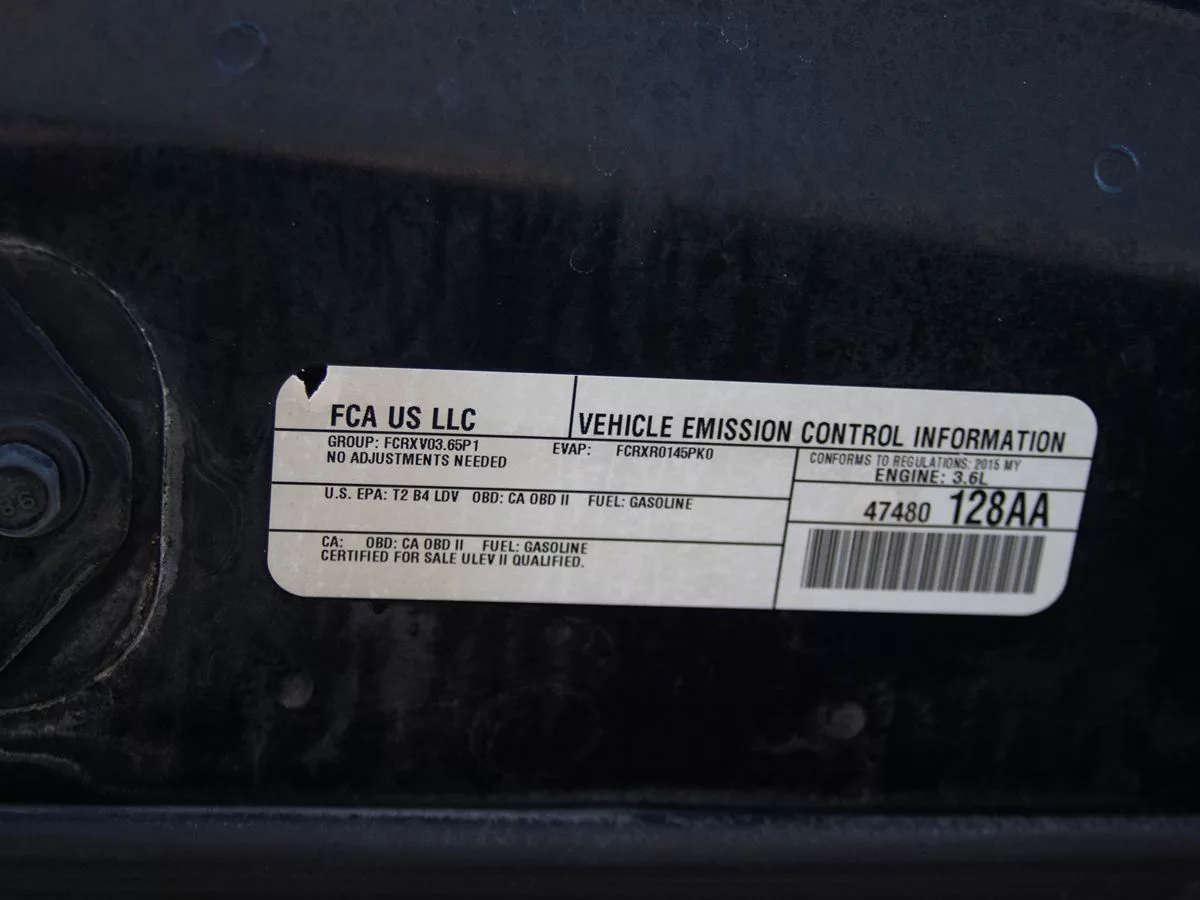 FCA US LLC
VEHICLE EMISSION CONTROL INFORMATION
GROUP: FCRXV03.65P1
EVAP: FCRXR0145PK0
NO ADJUSTMENTS NEEDED
CONFORMS TO REGULATIONS: 2015 MY
ENGINE: 3.6L
U.S. EPA: T2 B4 LDV OBD: CA OBD II FUEL: GASOLINE
47480 128AA
CA: OBD: CA OBD II FUEL: GASOLINE
CERTIFIED FOR SALE ULEV II QUALIFIED.